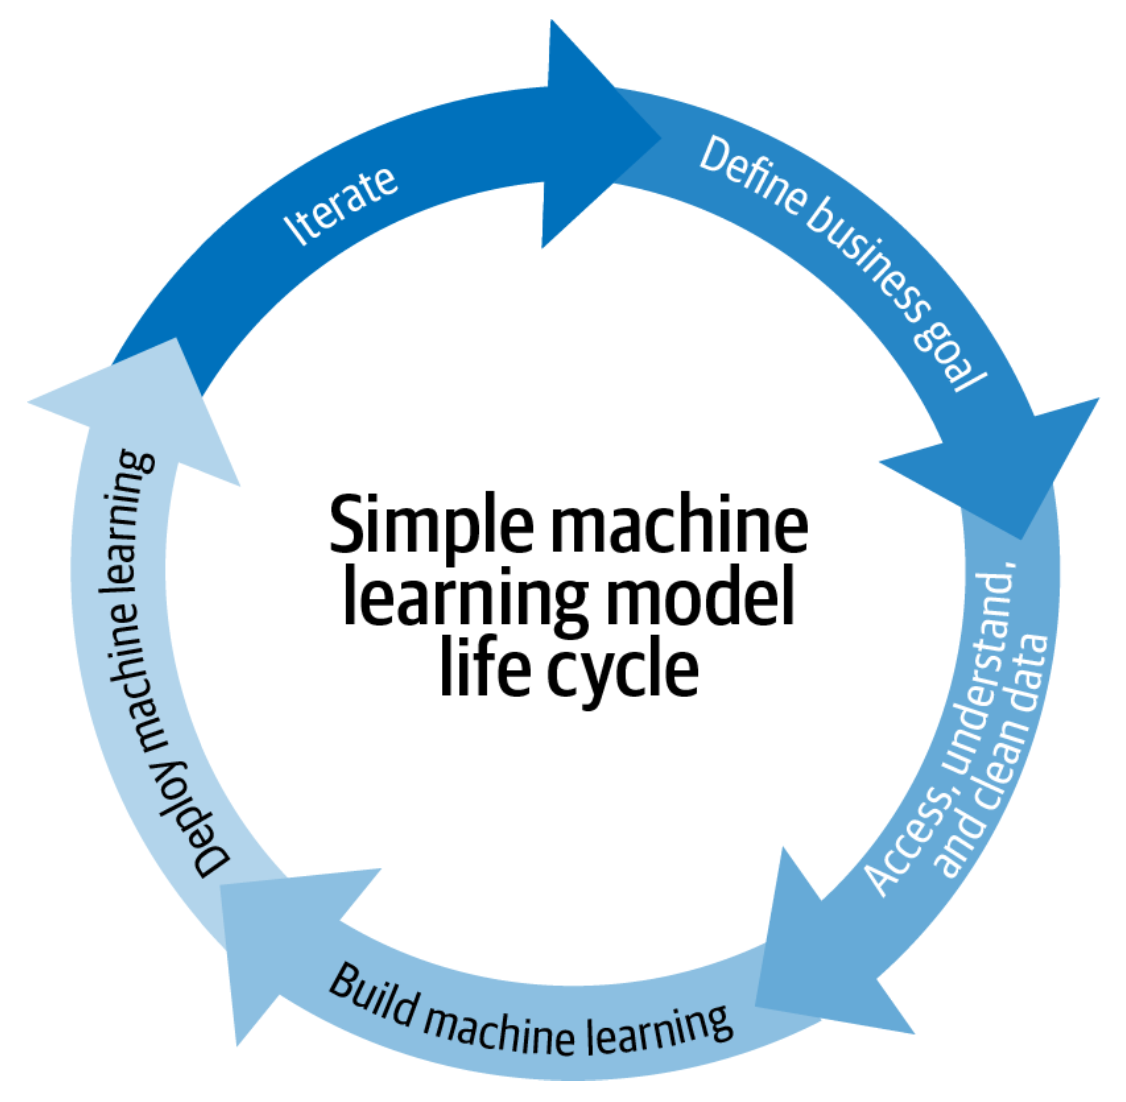 Simple machine
learning model
life cycle
Define business goal
Access, understand,
and clean data
Build machine learning
Deploy machine learning
Iterate